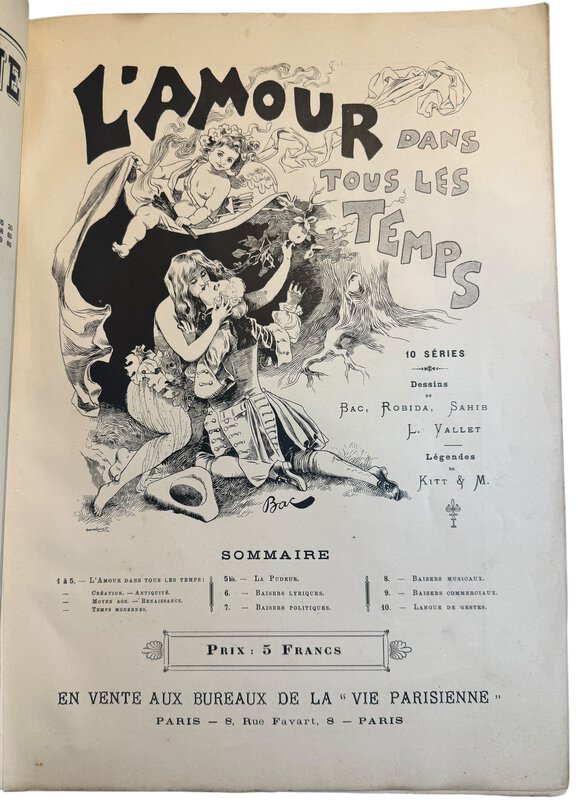 L'AMOUR
DANS
TOUS LES
TEMPS
10 SÉRIES
Dessins
DE
BAC, ROBIDA, SAHIB
L. VALLET
Légendes
DE
KITT & M.
Bac
SOMMAIRE
1 à 5. — L'AMOUR DANS TOUS LES TEMPS:
— CRÉATION. — ANTIQUITÉ.
— MOYEN AGE. — RENAISSANCE.
— TEMPS MODERNES.
5 bis. — LA PUDEUR.
6. — BAISERS LYRIQUES.
7. — BAISERS POLITIQUES.
8. — BAISERS MUSICAUX.
9. — BAISERS COMMERCIAUX.
10. — LANGUE DE GESTES.
PRIX : 5 FRANCS
EN VENTE AUX BUREAUX DE LA "VIE PARISIENNE"
PARIS — 8, Rue Favart, 8 — PARIS